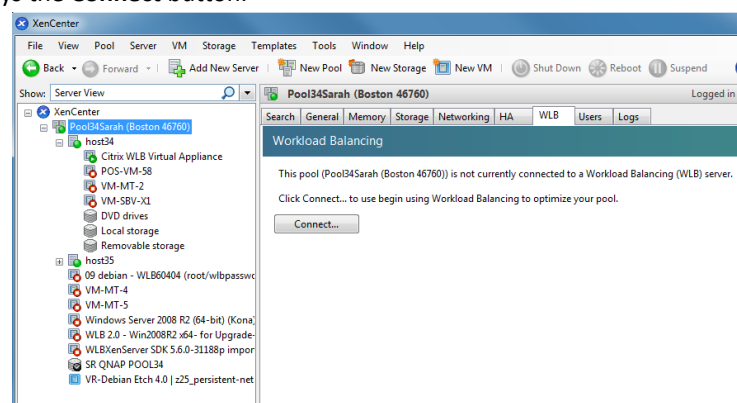 the Connect button.
XenCenter
File View Pool Server VM Storage Templates Tools Window Help
Back Forward Add New Server New Pool New Storage New VM Shut Down Reboot Suspend
Show: Server View
Pool34Sarah (Boston 46760) Logged in
Search General Memory Storage Networking HA WLB Users Logs
XenCenter
Pool34Sarah (Boston 46760)
host34
Citrix WLB Virtual Appliance
POS-VM-58
VM-MT-2
VM-SBV-X1
DVD drives
Local storage
Removable storage
host35
09 debian - WLB60404 (root/wlbpasswo
VM-MT-4
VM-MT-5
Windows Server 2008 R2 (64-bit) (Kona)
WLB 2.0 - Win2008R2 x64- for Upgrade-
WLBXenServer SDK 5.6.0-31188p impor
SR QNAP POOL34
VR-Debian Etch 4.0 | z25_persistent-net
Workload Balancing
This pool (Pool34Sarah (Boston 46760)) is not currently connected to a Workload Balancing (WLB) server.
Click Connect... to use begin using Workload Balancing to optimize your pool.
Connect...